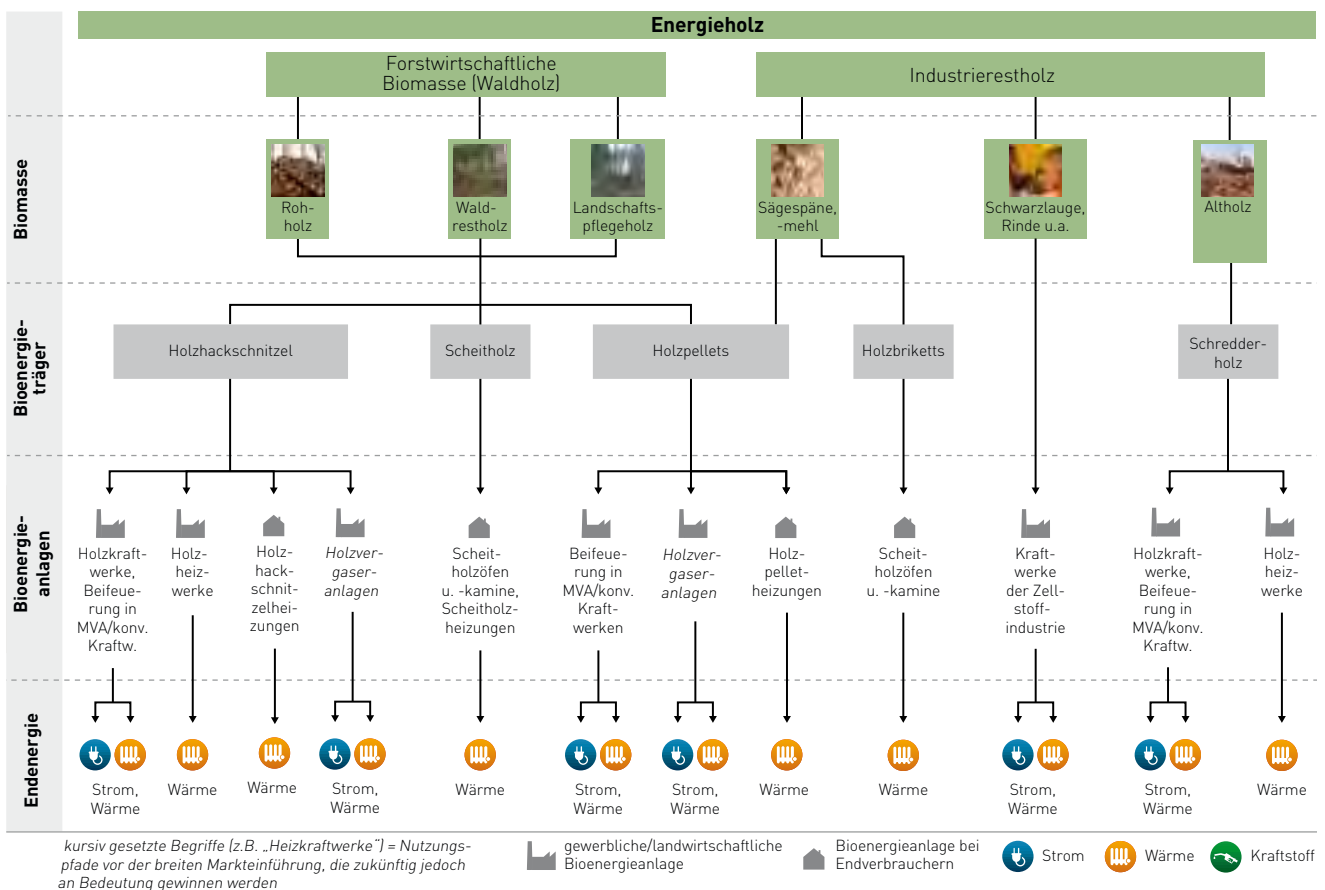 Energieholz
Forstwirtschaftliche
Biomasse (Waldholz)
Industrierestholz
Biomasse
Roh-
holz
Wald-
restholz
Landschafts-
pflegeholz
Sägespäne,
-mehl
Schwarzlauge,
Rinde u.a.
Altholz
Bioenergie-
träger
Holzhackschnitzel
Scheitholz
Holzpellets
Holzbriketts
Schredder-
holz
Bioenergie-
anlagen
Holzkraft-
werke,
Beifeue-
rung in
MVA/konv.
Kraftw.
Holz-
heiz-
werke
Holz-
hack-
schnit-
zelhei-
zungen
Holzver-
gaser-
anlagen
Scheit-
holzöfen
u. -kamine,
Scheitholz-
heizungen
Beifeue-
rung in
MVA/konv.
Kraft-
werken
Holzver-
gaser-
anlagen
Holz-
pellet-
heizungen
Scheit-
holzöfen
u. -kamine
Kraft-
werke
der Zell-
stoff-
industrie
Holzkraft-
werke,
Beifeue-
rung in
MVA/konv.
Kraftw.
Holz-
heiz-
werke
Endenergie
Strom,
Wärme
Wärme
Wärme
Strom,
Wärme
Wärme
Strom,
Wärme
Strom,
Wärme
Wärme
Wärme
Strom,
Wärme
Strom,
Wärme
Wärme
kursiv gesetzte Begriffe (z.B. „Heizkraftwerke“) = Nutzungs-
pfade vor der breiten Markteinführung, die zukünftig jedoch
an Bedeutung gewinnen werden
gewerbliche/landwirtschaftliche
Bioenergieanlage
Bioenergieanlage bei
Endverbrauchern
Strom
Wärme
Kraftstoff